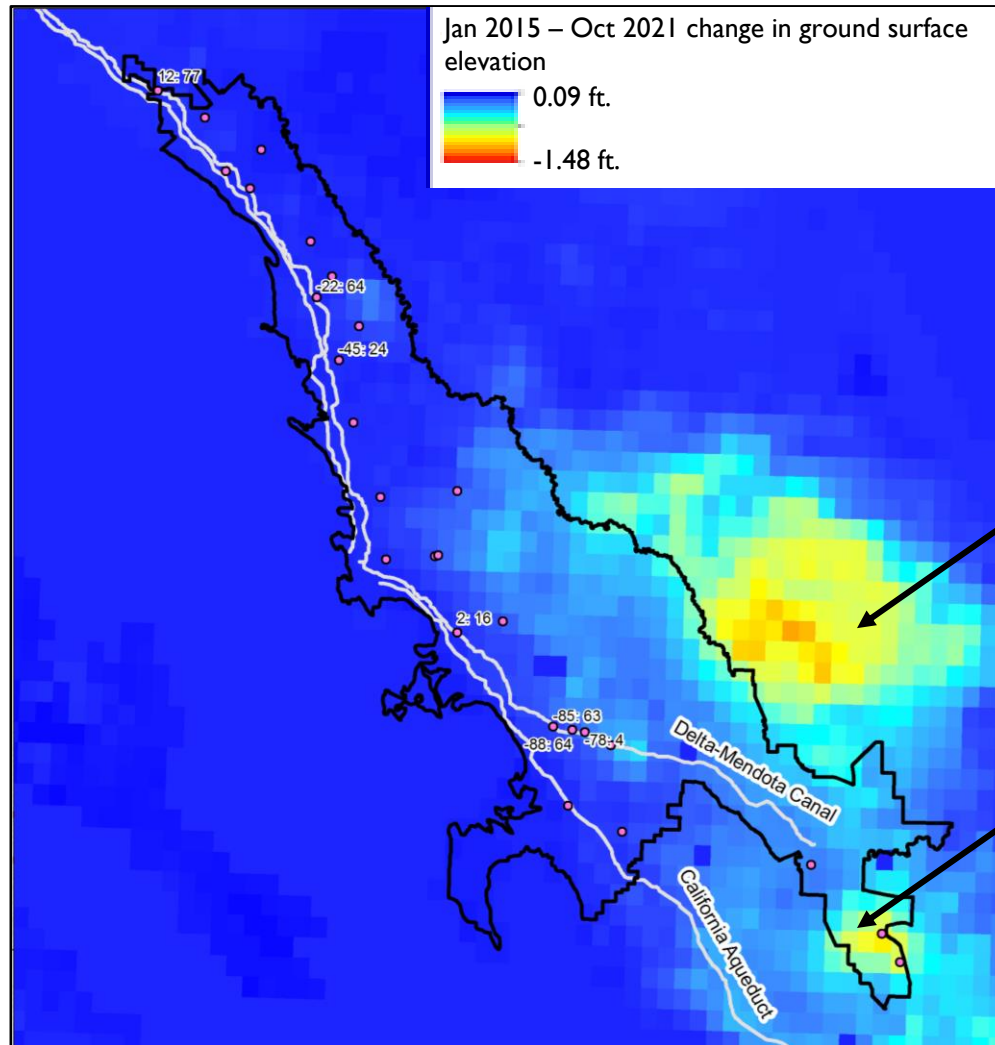 Jan 2015 – Oct 2021 change in ground surface
elevation
0.09 ft.
-1.48 ft.
12: 77
-22: 64
-45: 24
2: 16
-85: 63
-88: 64
-78: 4
Delta-Mendota Canal
California Aqueduct